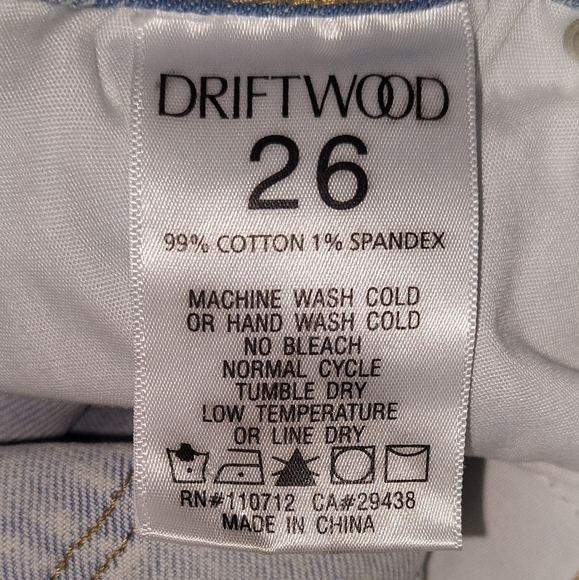 DRIFTWOOD
26
99% COTTON 1% SPANDEX
MACHINE WASH COLD
OR HAND WASH COLD
NO BLEACH
NORMAL CYCLE
TUMBLE DRY
LOW TEMPERATURE
OR LINE DRY
RN#110712 CA#29438
MADE IN CHINA